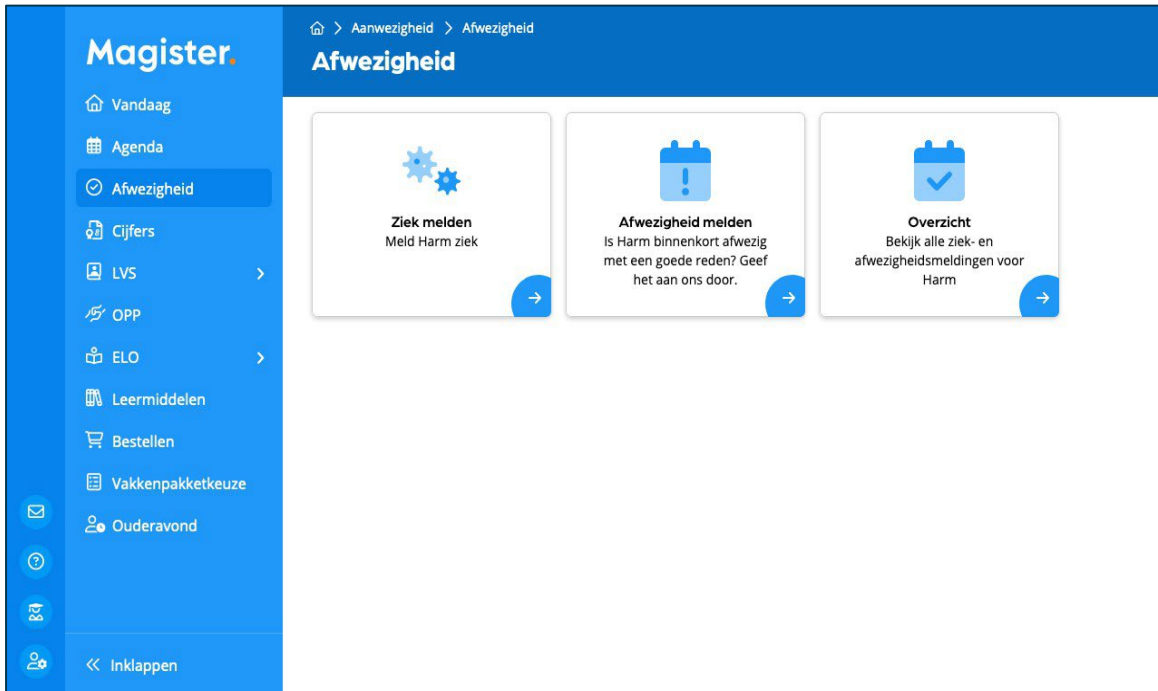 Magister.
Vandaag
Agenda
Afwezigheid
Cijfers
LVS
OPP
ELO
Leermiddelen
Bestellen
Vakkenpakketkeuze
Ouderavond
Inklappen
Aanwezigheid > Afwezigheid
Afwezigheid
Ziek melden
Meld Harm ziek
Afwezigheid melden
Is Harm binnenkort afwezig
met een goede reden? Geef
het aan ons door.
Overzicht
Bekijk alle ziek- en
afwezigheidsmeldingen voor
Harm